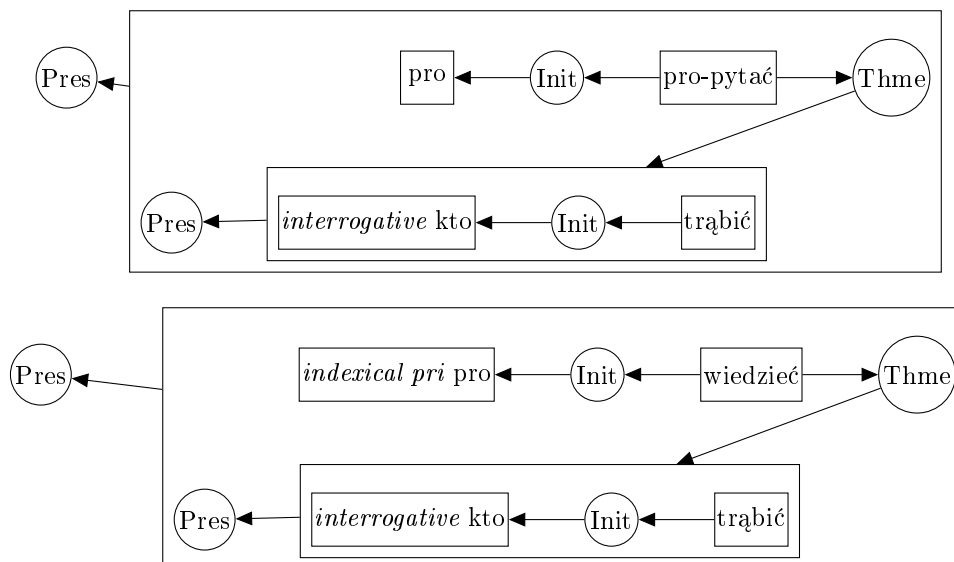 Pres pro Init pro-pytać Thme
Pres interrogative kto Init trąbić
Pres indexical pri pro Init wiedzieć Thme
Pres interrogative kto Init trąbić